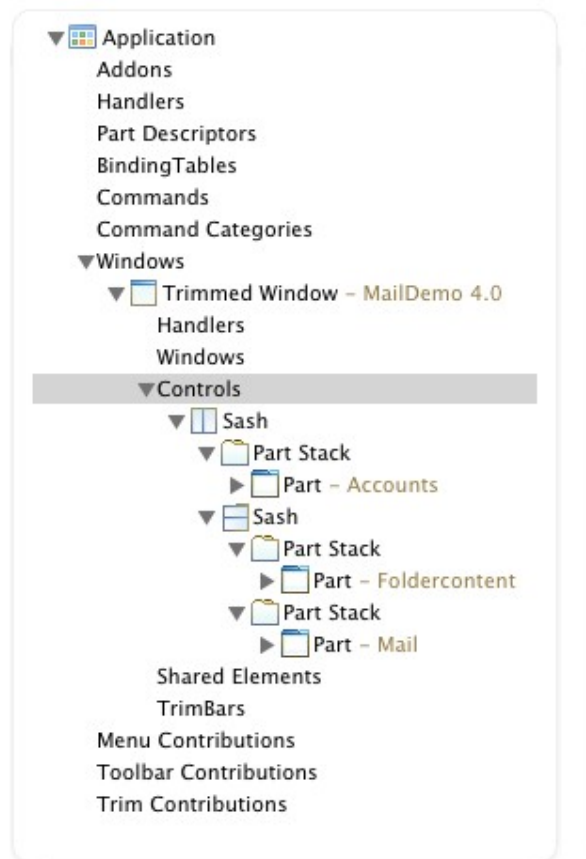 Application
Addons
Handlers
Part Descriptors
BindingTables
Commands
Command Categories
Windows
Trimmed Window – MailDemo 4.0
Handlers
Windows
Controls
Sash
Part Stack
Part – Accounts
Sash
Part Stack
Part – Foldercontent
Part Stack
Part – Mail
Shared Elements
TrimBars
Menu Contributions
Toolbar Contributions
Trim Contributions